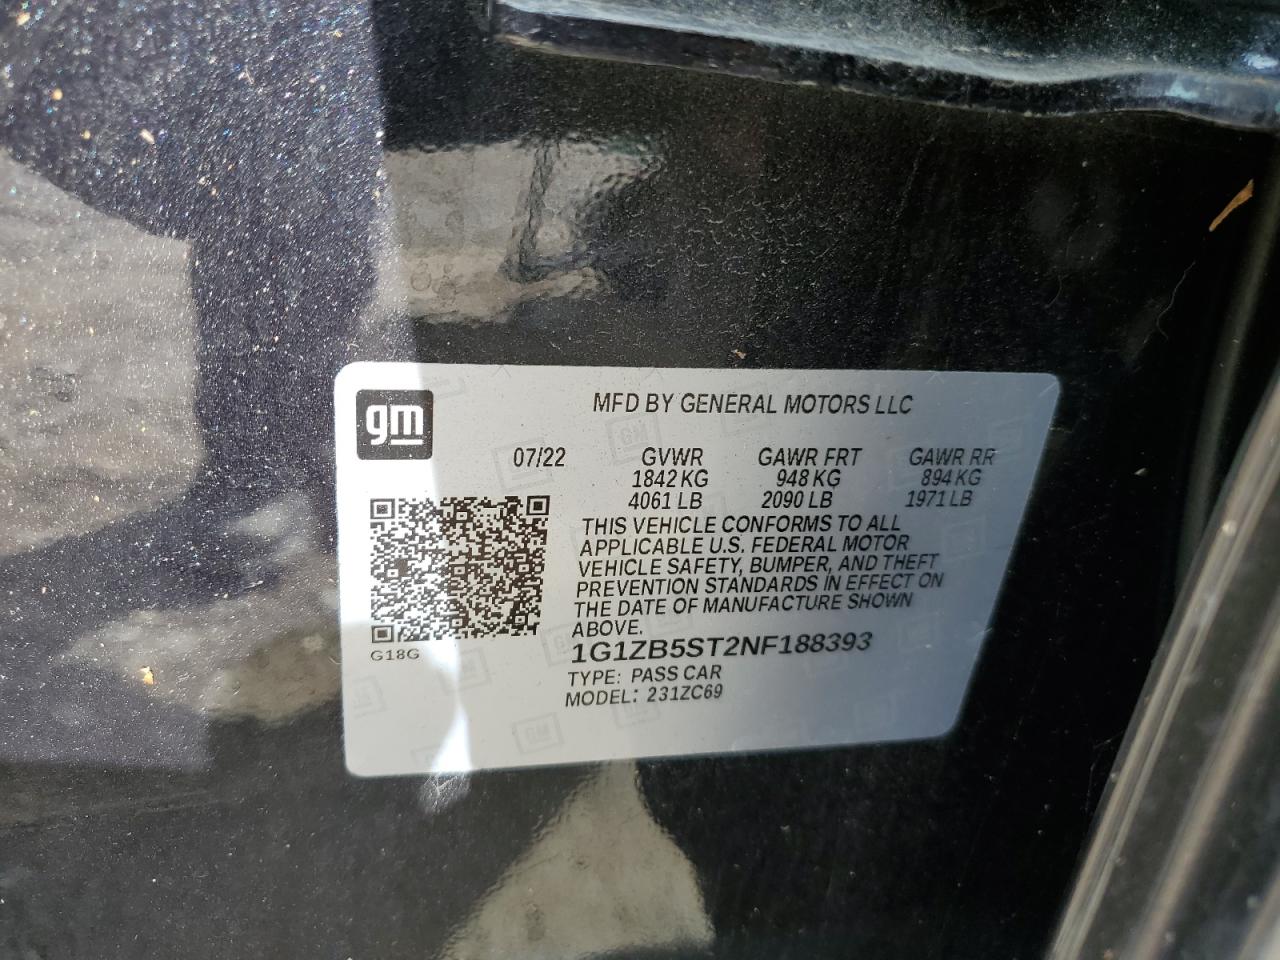 gm
MFD BY GENERAL MOTORS LLC
07/22 GVWR GAWR FRT GAWR RR
1842 KG 948 KG 894 KG
4061 LB 2090 LB 1971 LB
THIS VEHICLE CONFORMS TO ALL
APPLICABLE U.S. FEDERAL MOTOR
VEHICLE SAFETY, BUMPER, AND THEFT
PREVENTION STANDARDS IN EFFECT ON
THE DATE OF MANUFACTURE SHOWN
ABOVE.
G18G
1G1ZB5ST2NF188393
TYPE: PASS CAR
MODEL: 231ZC69